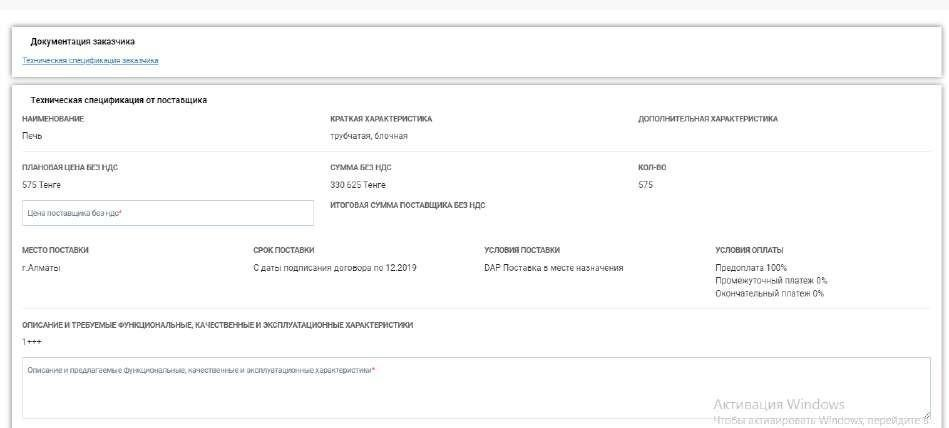 Документация заказчика
Техническая спецификация заказчика
Техническая спецификация от поставщика
НАИМЕНОВАНИЕ КРАТКАЯ ХАРАКТЕРИСТИКА ДОПОЛНИТЕЛЬНАЯ ХАРАКТЕРИСТИКА
Печь трубчатая, блочная
ПЛАНОВАЯ ЦЕНА БЕЗ НДС СУММА БЕЗ НДС КОЛ-ВО
575 Тенге 330 625 Тенге 575
Цена поставщика без ндс* ИТОГОВАЯ СУММА ПОСТАВЩИКА БЕЗ НДС
МЕСТО ПОСТАВКИ СРОК ПОСТАВКИ УСЛОВИЯ ПОСТАВКИ УСЛОВИЯ ОПЛАТЫ
г.Алматы С даты подписания договора по 12.2019 DAP Поставка в месте назначения Предоплата 100%
Промежуточный платеж 0%
Окончательный платеж 0%
ОПИСАНИЕ И ТРЕБУЕМЫЕ ФУНКЦИОНАЛЬНЫЕ, КАЧЕСТВЕННЫЕ И ЭКСПЛУАТАЦИОННЫЕ ХАРАКТЕРИСТИКИ
1+++
Описание и предлагаемые функциональные, качественные и эксплуатационные характеристики*
Активация Windows
Чтобы активировать Windows, перейдите в